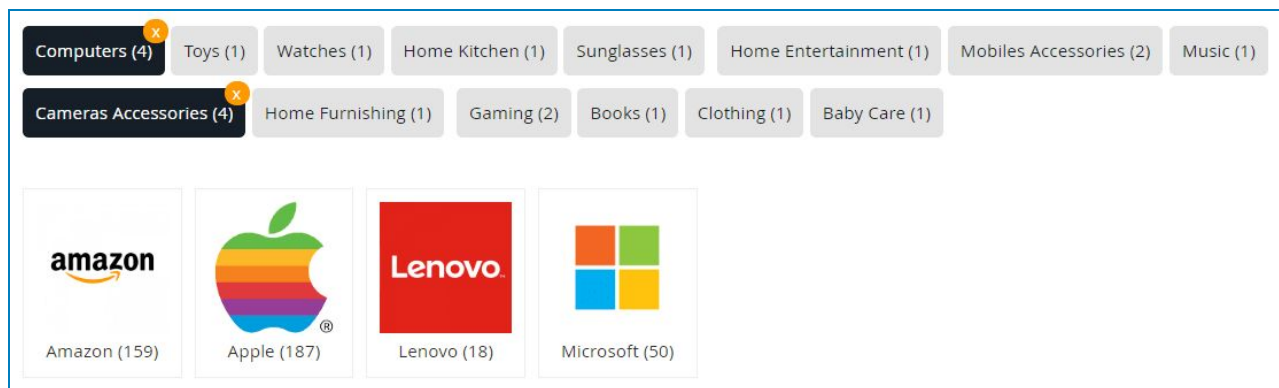 x
Computers (4) Toys (1) Watches (1) Home Kitchen (1) Sunglasses (1) Home Entertainment (1) Mobiles Accessories (2) Music (1)
x
Cameras Accessories (4) Home Furnishing (1) Gaming (2) Books (1) Clothing (1) Baby Care (1)
amazon Lenovo
®
Amazon (159) Apple (187) Lenovo (18) Microsoft (50)